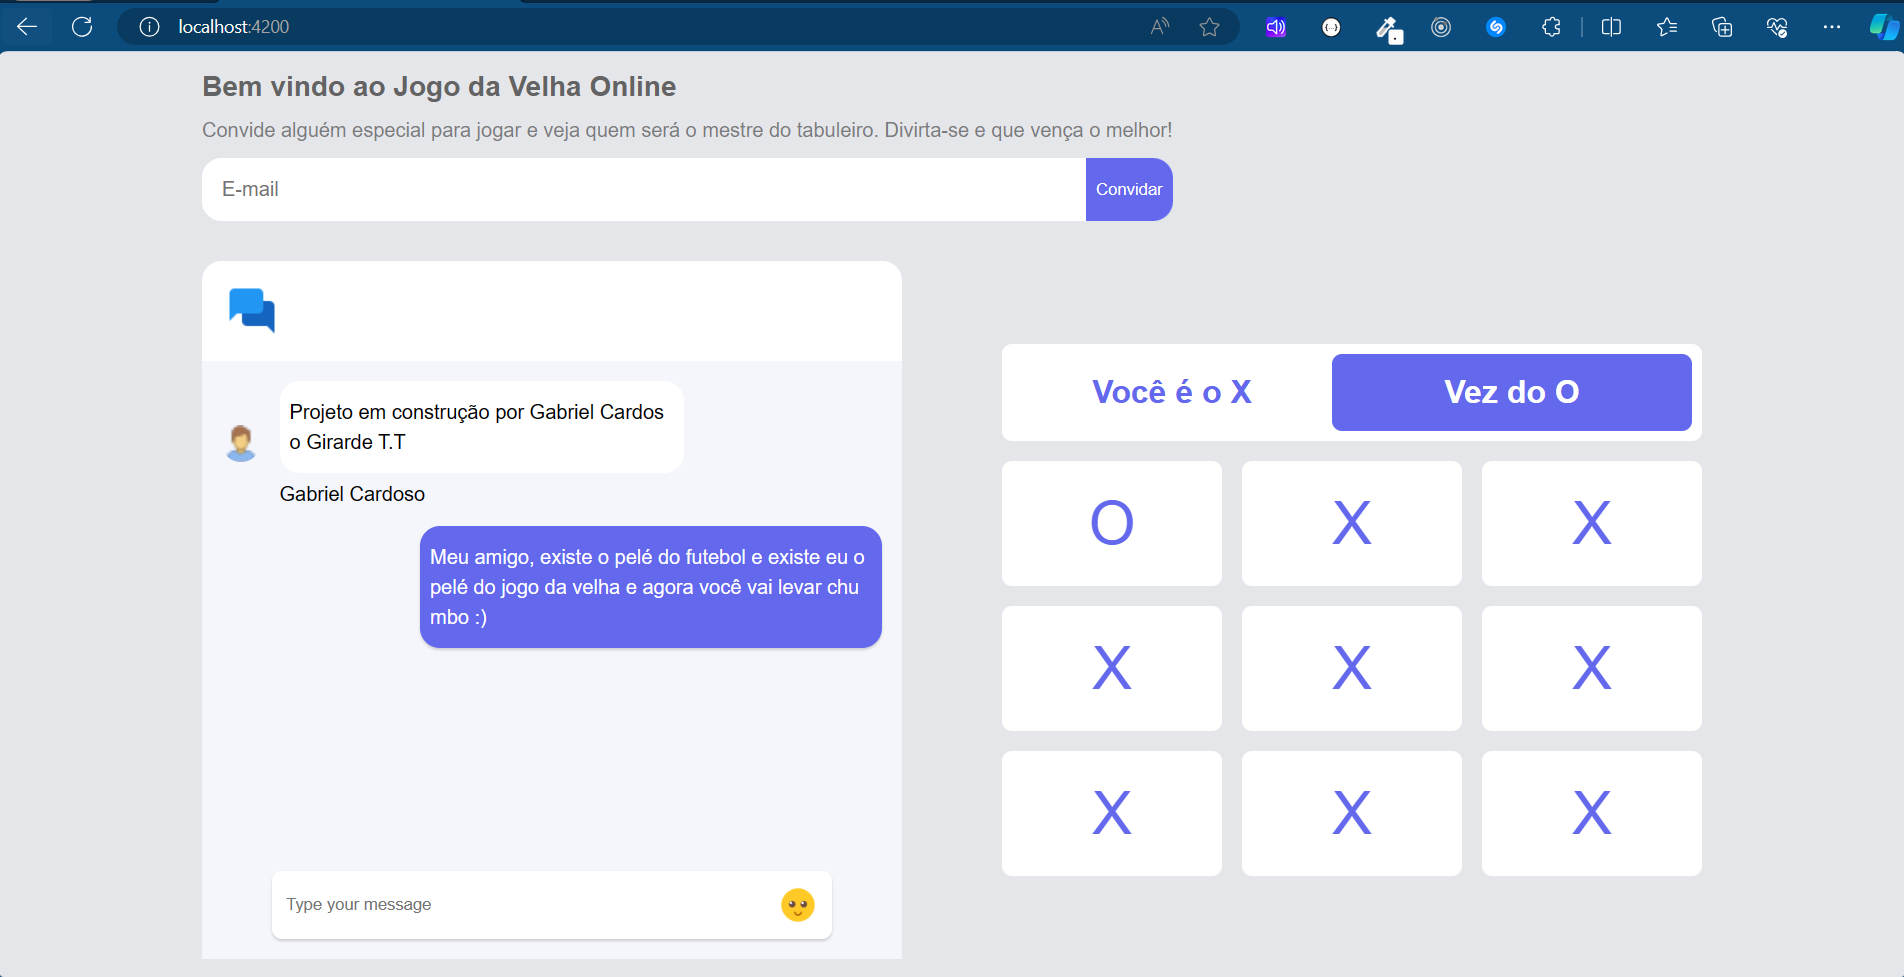 localhost:4200
Bem vindo ao Jogo da Velha Online
Convide alguém especial para jogar e veja quem será o mestre do tabuleiro. Divirta-se e que vença o melhor!
E-mail
Convidar
Projeto em construção por Gabriel Cardos
o Girarde T.T
Gabriel Cardoso
Meu amigo, existe o pelé do futebol e existe eu o
pelé do jogo da velha e agora você vai levar chu
mbo :)
Type your message
Você é o X
Vez do O
O X X
X X X
X X X